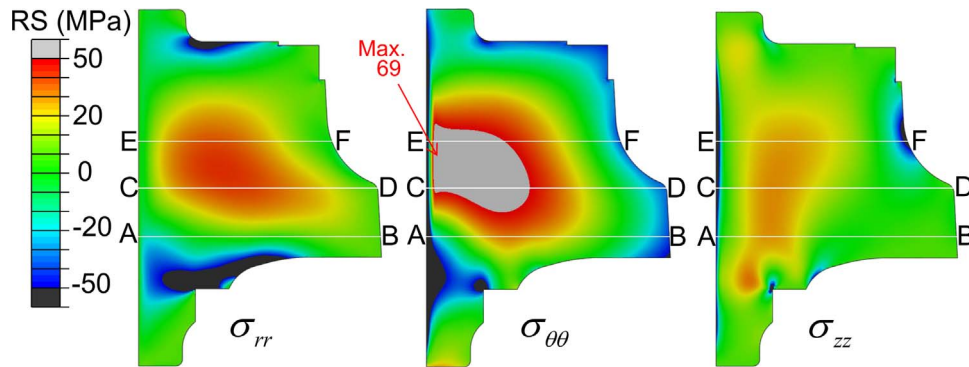 RS (MPa)
50
20
0
-20
-50
E F
C D
A B
σrr
Max.
69
E F
C D
A B
σθθ
E F
C D
A B
σzz